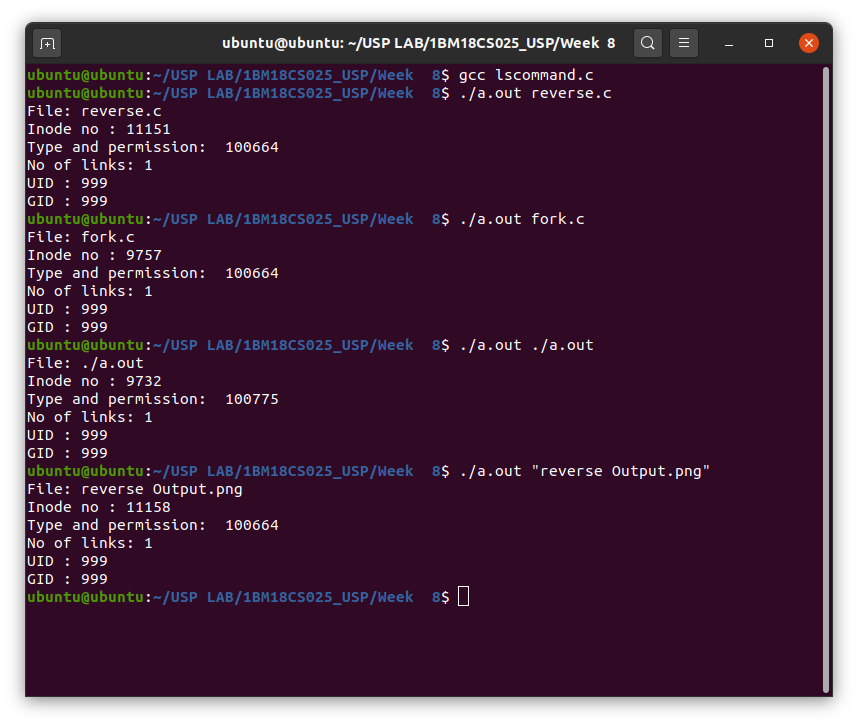 ubuntu@ubuntu: ~/USP LAB/1BM18CS025_USP/Week  8
ubuntu@ubuntu:~/USP LAB/1BM18CS025_USP/Week  8$ gcc lscommand.c
ubuntu@ubuntu:~/USP LAB/1BM18CS025_USP/Week  8$ ./a.out reverse.c
File: reverse.c
Inode no : 11151
Type and permission:  100664
No of links: 1
UID : 999
GID : 999
ubuntu@ubuntu:~/USP LAB/1BM18CS025_USP/Week  8$ ./a.out fork.c
File: fork.c
Inode no : 9757
Type and permission:  100664
No of links: 1
UID : 999
GID : 999
ubuntu@ubuntu:~/USP LAB/1BM18CS025_USP/Week  8$ ./a.out ./a.out
File: ./a.out
Inode no : 9732
Type and permission:  100775
No of links: 1
UID : 999
GID : 999
ubuntu@ubuntu:~/USP LAB/1BM18CS025_USP/Week  8$ ./a.out "reverse Output.png"
File: reverse Output.png
Inode no : 11158
Type and permission:  100664
No of links: 1
UID : 999
GID : 999
ubuntu@ubuntu:~/USP LAB/1BM18CS025_USP/Week  8$